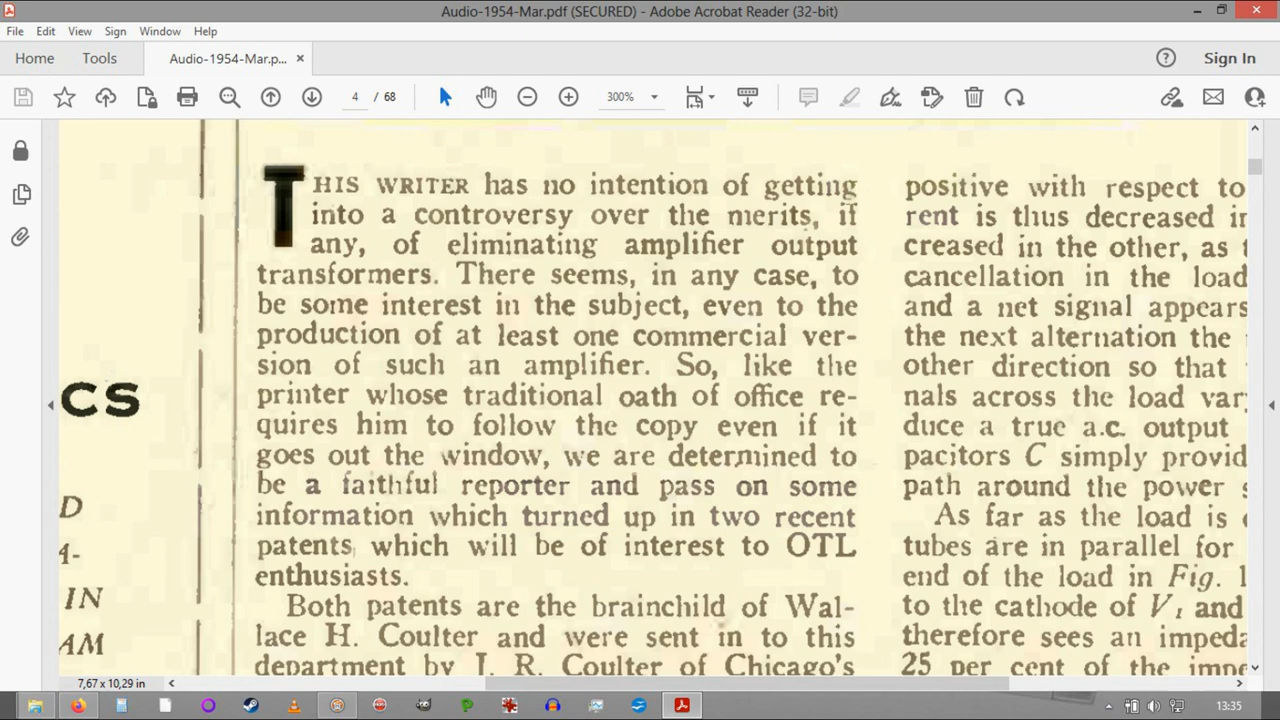 Audio-1954-Mar.pdf (SECURED) - Adobe Acrobat Reader (32-bit)
File Edit View Sign Window Help
Home Tools Audio-1954-Mar.p... Sign In
4 / 68 300%
THIS WRITER has no intention of getting
into a controversy over the merits, if
any, of eliminating amplifier output
transformers. There seems, in any case, to
be some interest in the subject, even to the
production of at least one commercial ver-
sion of such an amplifier. So, like the
printer whose traditional oath of office re-
quires him to follow the copy even if it
goes out the window, we are determined to
be a faithful reporter and pass on some
information which turned up in two recent
patents, which will be of interest to OTL
enthusiasts.
Both patents are the brainchild of Wal-
lace H. Coulter and were sent in to this
department by J. R. Coulter of Chicago's
positive with respect to
rent is thus decreased in
creased in the other, as
cancellation in the load
and a net signal appears
the next alternation the
other direction so that
nals across the load vary
duce a true a.c. output
pacitors C simply provid
path around the power
As far as the load is
tubes are in parallel for
end of the load in Fig. 1
to the cathode of V1 and
therefore sees an impeda
25 per cent of the impe
CS
D
A-
IN
AM
7,67 x 10,29 in
13:35